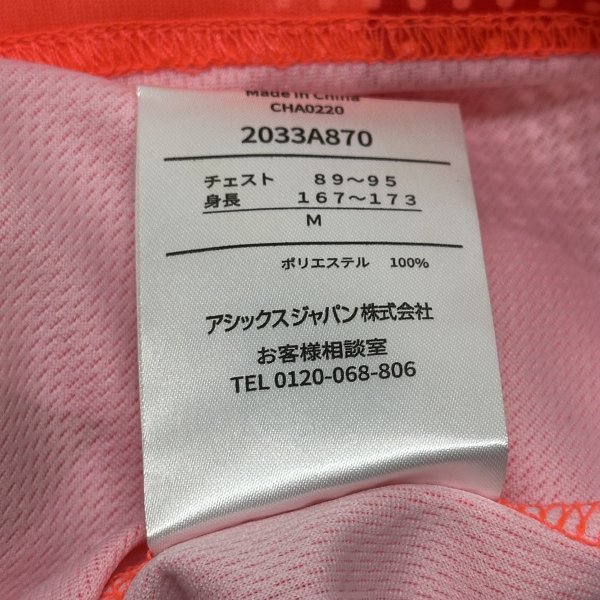 Made in China
CHA0220
2033A870
チェスト 89～95
身長 167～173
M
ポリエステル 100%
アシックスジャパン株式会社
お客様相談室
TEL 0120-068-806